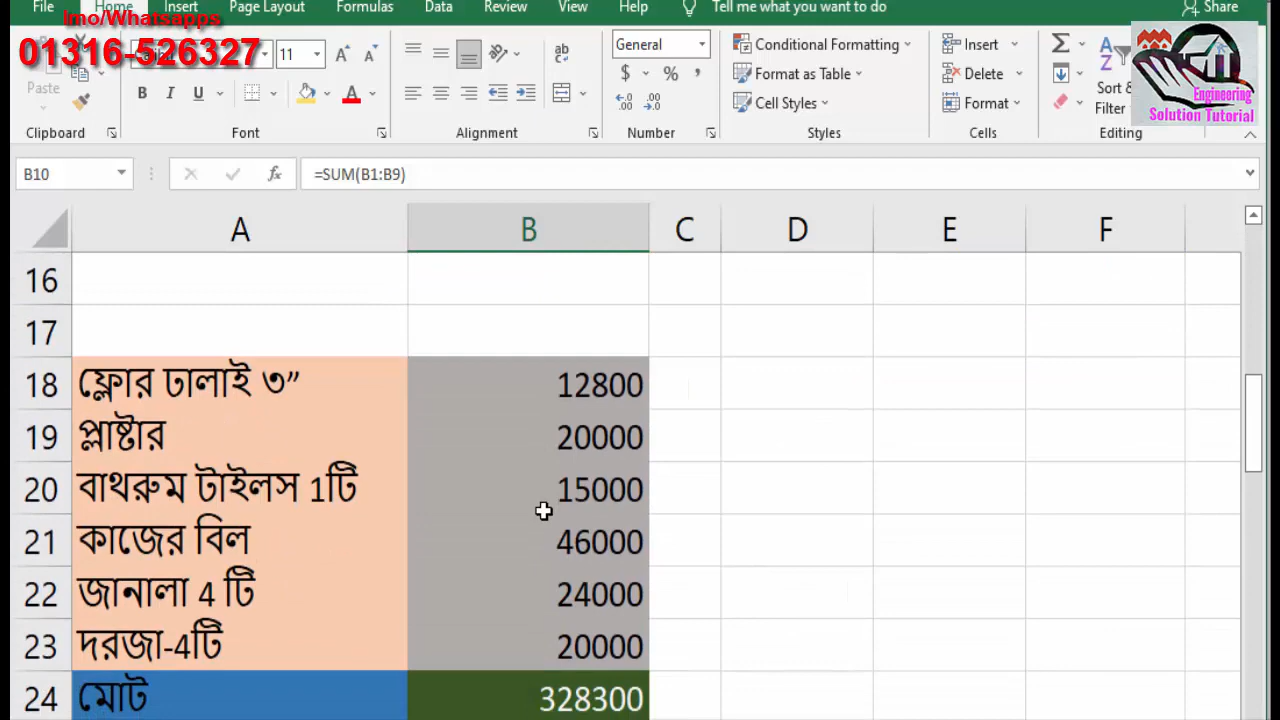 File Home Insert Page Layout Formulas Data Review View Help Tell me what you want to do Share
Imo/Whatsapps
01316-526327
11
General
Conditional Formatting
Insert
Paste
Format as Table
Delete
Sort &
Cell Styles
Format
Filter
Engineering
Solution Tutorial
Clipboard Font Alignment Number Styles Cells Editing
B10 =SUM(B1:B9)
A B C D E F
16
17
18 ফ্লোর ঢালাই ৩” 12800
19 প্লাষ্টার 20000
20 বাথরুম টাইলস 1টি 15000
21 কাজের বিল 46000
22 জানালা 4 টি 24000
23 দরজা-4টি 20000
24 মোট 328300